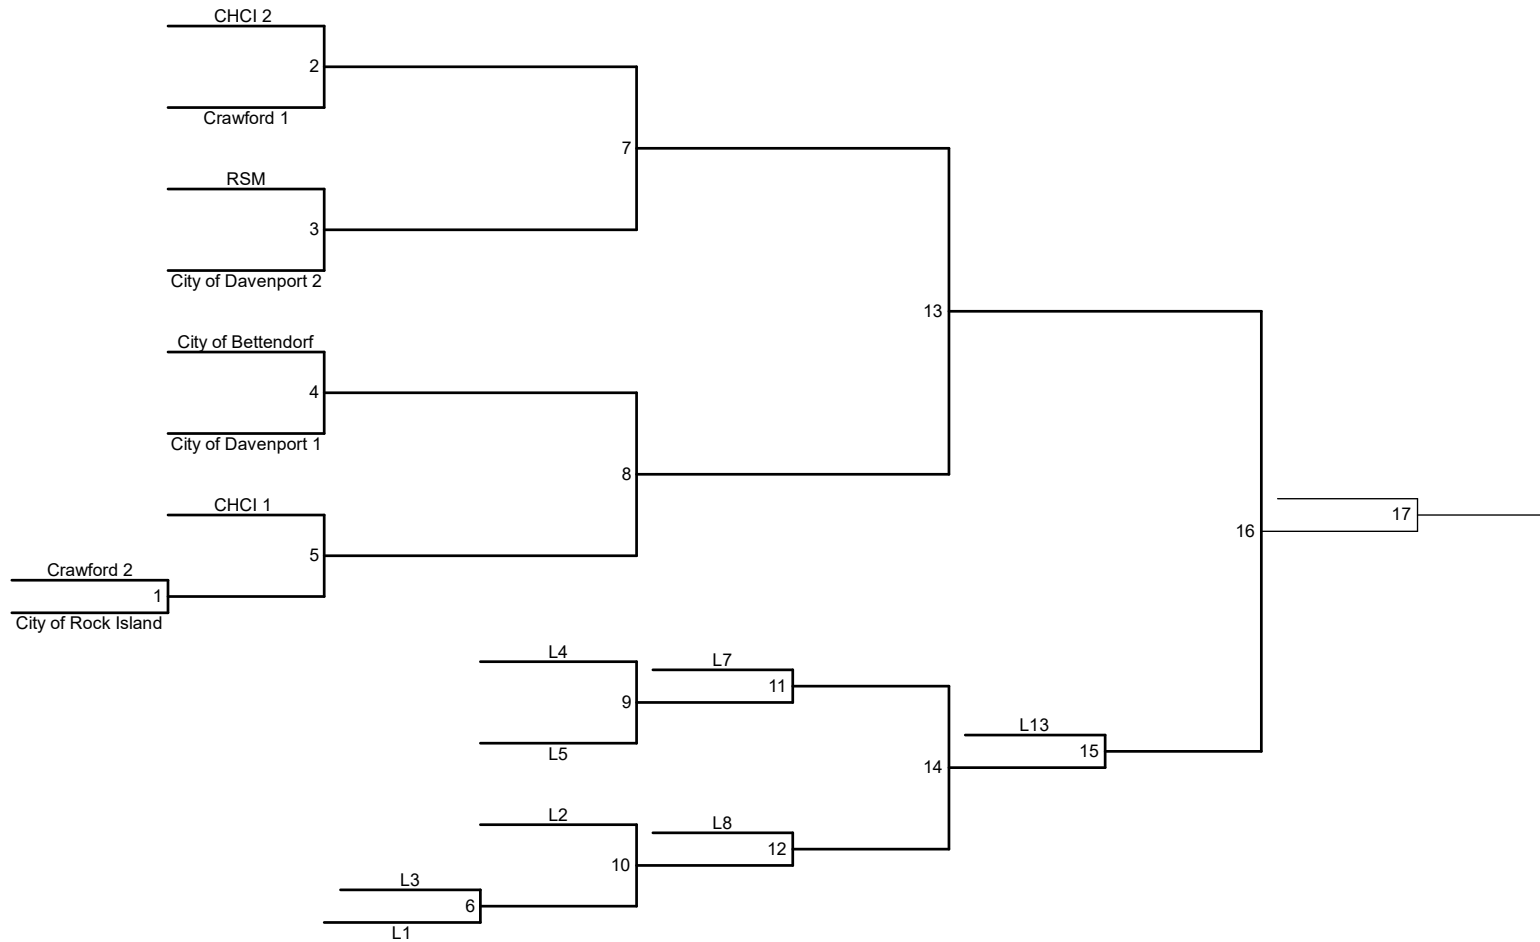 CHCI 2
2
Crawford 1
7
RSM
3
City of Davenport 2
13
City of Bettendorf
4
City of Davenport 1
8
CHCI 1
17
16
5
Crawford 2
1
City of Rock Island
L4
L7
11
9
L13
L5
15
14
L2
L8
12
10
L3
6
L1